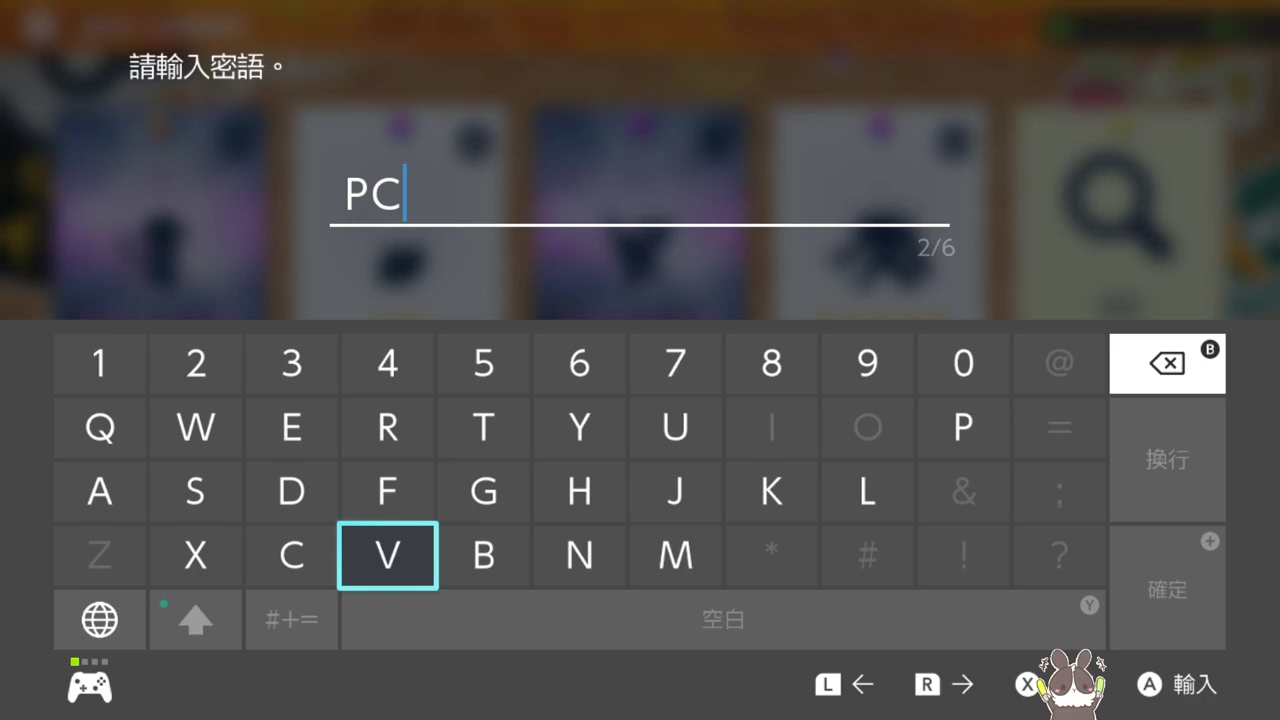 請輸入密語。
PC
2/6
1 2 3 4 5 6 7 8 9 0 @ B
Q W E R T Y U I O P = 換行
A S D F G H J K L & ;
Z X C V B N M * # ! ? + 確定
#+= 空白 Y
L ← R → X A 輸入